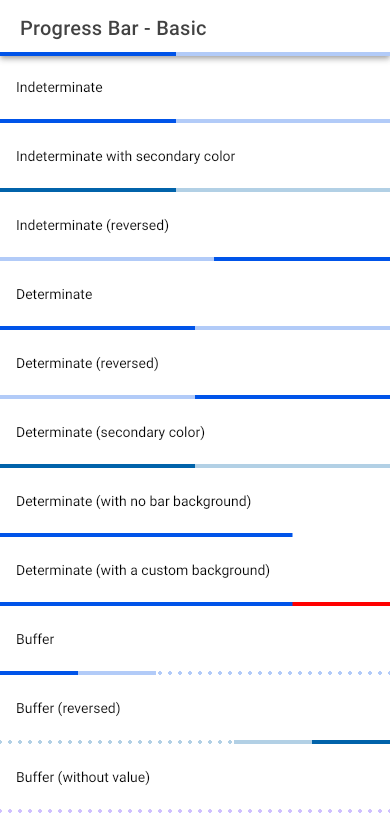 Progress Bar - Basic
Indeterminate
Indeterminate with secondary color
Indeterminate (reversed)
Determinate
Determinate (reversed)
Determinate (secondary color)
Determinate (with no bar background)
Determinate (with a custom background)
Buffer
Buffer (reversed)
Buffer (without value)